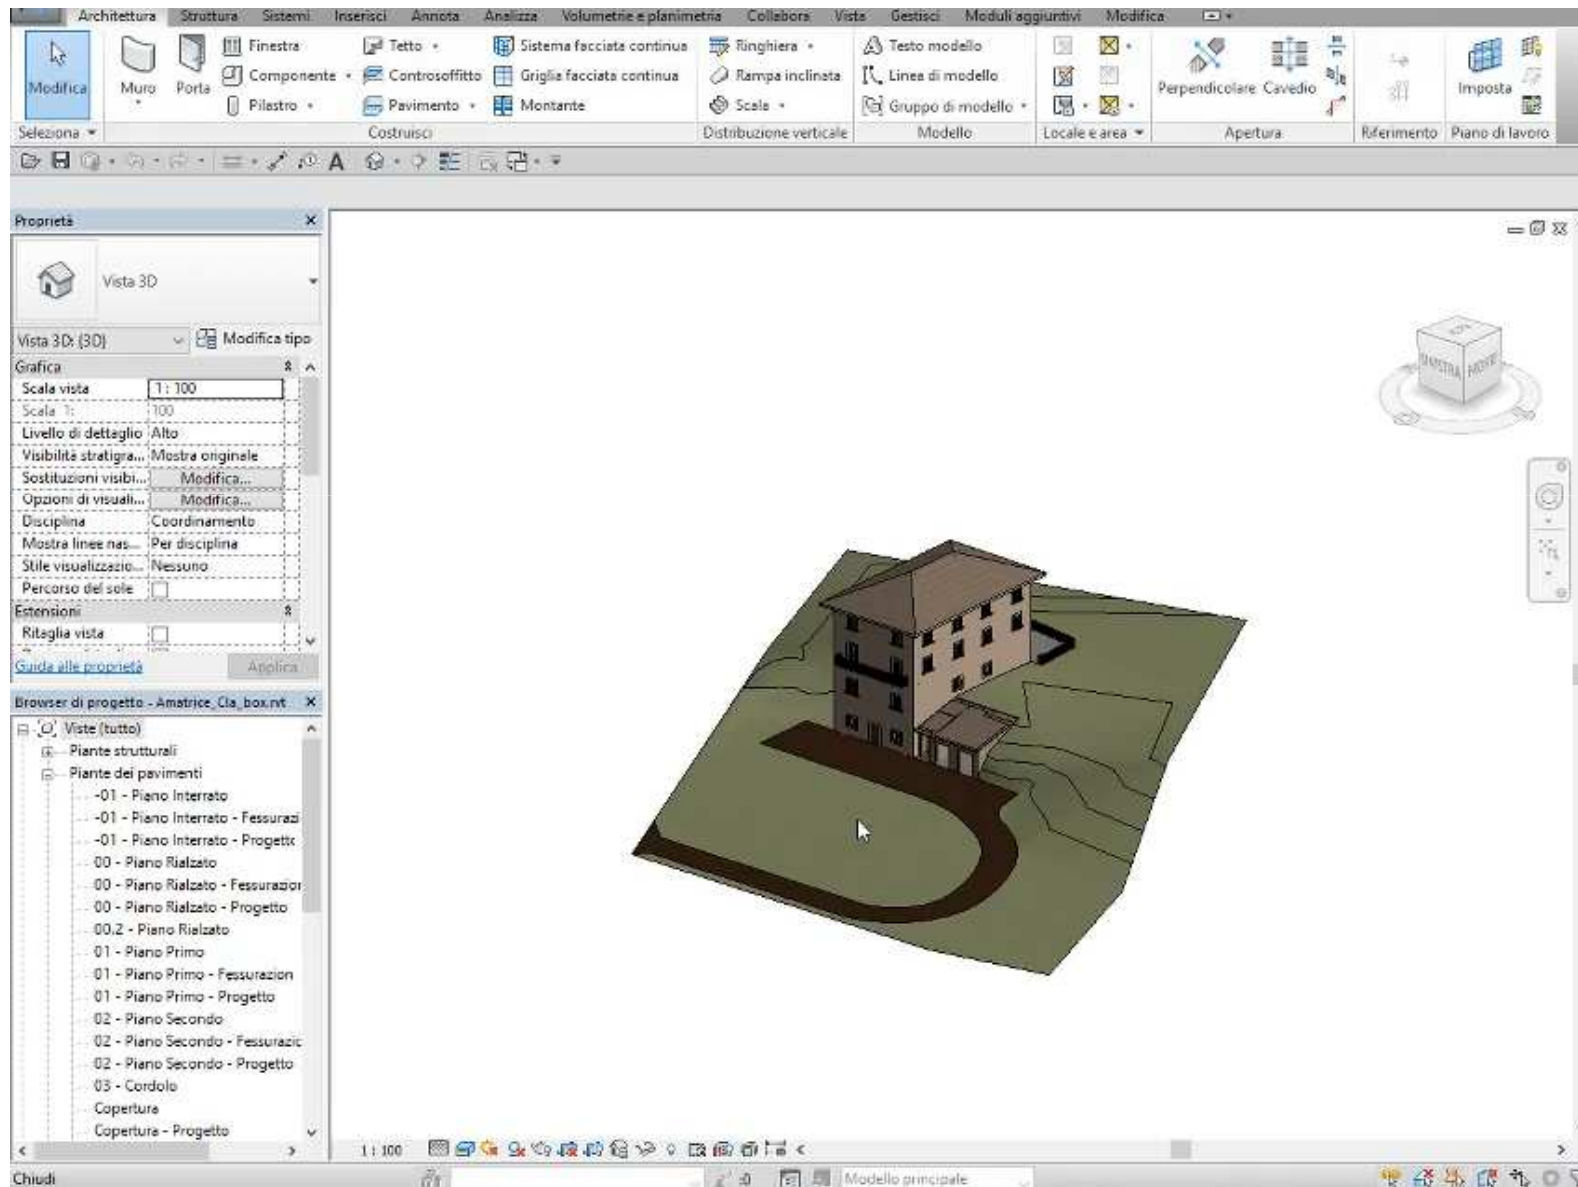 Architettura Struttura Sistemi Inserisci Annota Analizza Volumetrie e planimetria Collabora Vista Gestisci Moduli aggiuntivi Modifica
Finestra Tetto Sistema facciata continua Ringhiera Testo modello
Modifica Muro Porta Componente Controsoffitto Griglia facciata continua Rampa inclinata Linea di modello Perpendicolare Cavedio Imposta
Pilastro Pavimento Montante Scala Gruppo di modello
Seleziona Costruisci Distribuzione verticale Modello Locale e area Apertura Riferimento Piano di lavoro
Proprietà
Vista 3D
Vista 3D: {3D} Modifica tipo
Grafica
Scala vista 1 : 100
Scala 1: 100
Livello di dettaglio Alto
Visibilità stratigra... Mostra originale
Sostituzioni visibi... Modifica...
Opzioni di visuali... Modifica...
Disciplina Coordinamento
Mostra linee nas... Per disciplina
Stile visualizzazio... Nessuno
Percorso del sole
Estensioni
Ritaglia vista
Guida alle proprietà Applica
Browser di progetto - Amatrice_Cla_box.rvt
Viste (tutto)
Piante strutturali
Piante dei pavimenti
-01 - Piano Interrato
-01 - Piano Interrato - Fessurazi
-01 - Piano Interrato - Progetto
00 - Piano Rialzato
00 - Piano Rialzato - Fessurazion
00 - Piano Rialzato - Progetto
00.2 - Piano Rialzato
01 - Piano Primo
01 - Piano Primo - Fessurazion
01 - Piano Primo - Progetto
02 - Piano Secondo
02 - Piano Secondo - Fessurazic
02 - Piano Secondo - Progetto
03 - Cordolo
Copertura
Copertura - Progetto
1 : 100
Chiudi :0 Modello principale